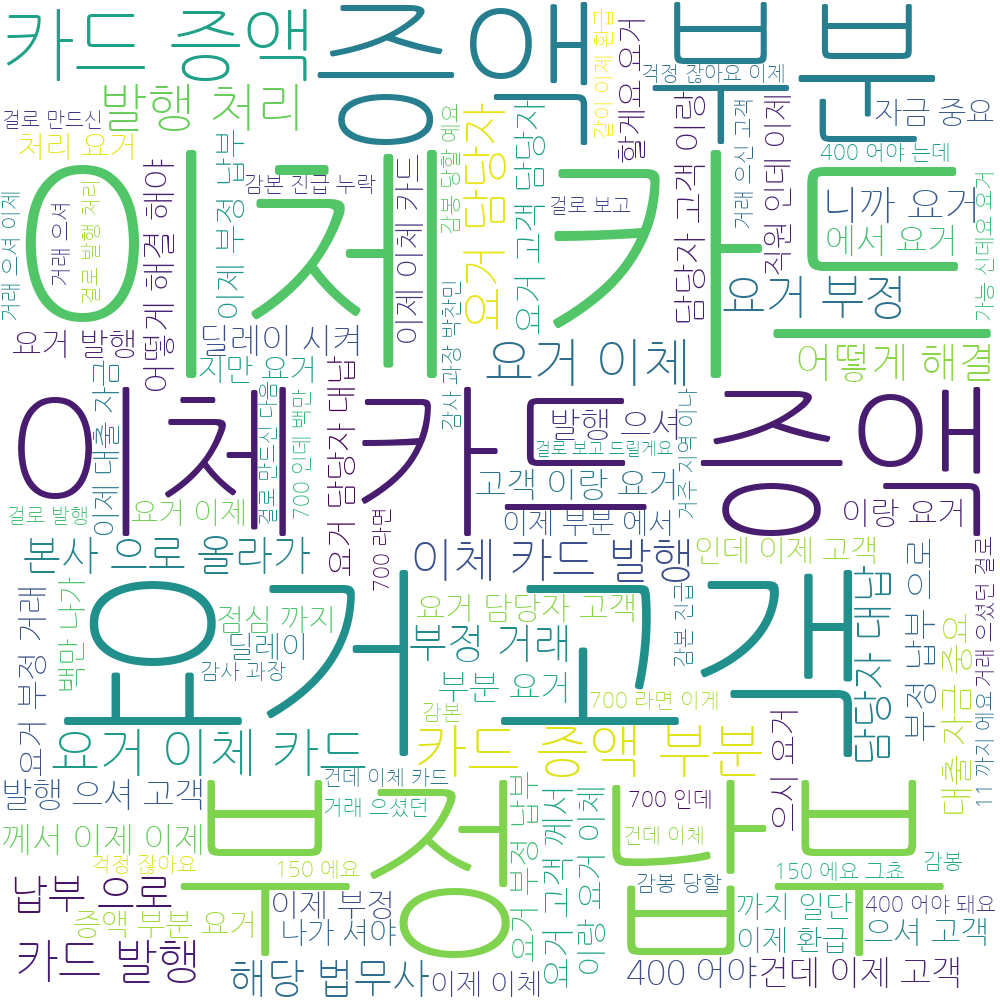 카드 증액
증액 부분
발행 처리
걸로 만드신
처리 요거
이체 카드
감본 진급 누락
걸로 보고
같이 이제 환급
할게요 요거
걱정 잖아요 이제
자금 중요
400 어야 는데
니까 요거
에서 요거
요거 부정
어떻게 해결
가능 신데요 요거
거래 으신 고객
직원 인데 이제
담당자 고객 이랑
요거 고객 담당자
요거 담당자
감봉 당할 예요
감사 과장 박찬민
이제 이체 카드
이제 부정 납부
어떻게 해결 해야
걸로 발행 처리
거래 으셔
거래 으셔 이제
요거 발행
딜레이 시켜
지만 요거
요거 이체
이체 카드 증액
발행 으셔
걸로 보고 드릴게요
고객 이랑 요거
이제 부분 에서
거주 지역 이나
이랑 요거
이제 대출 자금
걸로 만드신 다음
700 인데 백만
요거 담당자 대납
700 라면
걸로 발행
요거 이제
본사 으로 올라가
이체 카드 발행
인데 이제 고객
요거 고객
점심 까지
딜레이
감사 과장
요거 담당자 고객
부정 거래
부분 요거
감본
700 라면 이게
감본 진급
담당자 대납
부정 납부 으로
대출 자금 중요
거래 으셨던 걸로
11 까지 에요
요거 부정 거래
백만 나가
요거 이체 카드
카드 증액 부분
발행 으셔 고객
건데 이체 카드
거래 으셨던
부정 납부
700 인데
건데 이체
으시 요거
께서 이제 이제
걱정 잖아요
150 에요
150 에요 그쵸
감봉
감봉 당할
납부 으로
이제 부정
증액 부분 요거
나가 셔야
요거 부정 납부
요거 고객 께서
이랑 요거 이체
까지 일단
이제 환급
400 어야 돼요
으셔 고객
카드 발행
해당 법무사
이제 이체
400 어야
건데 이제 고객